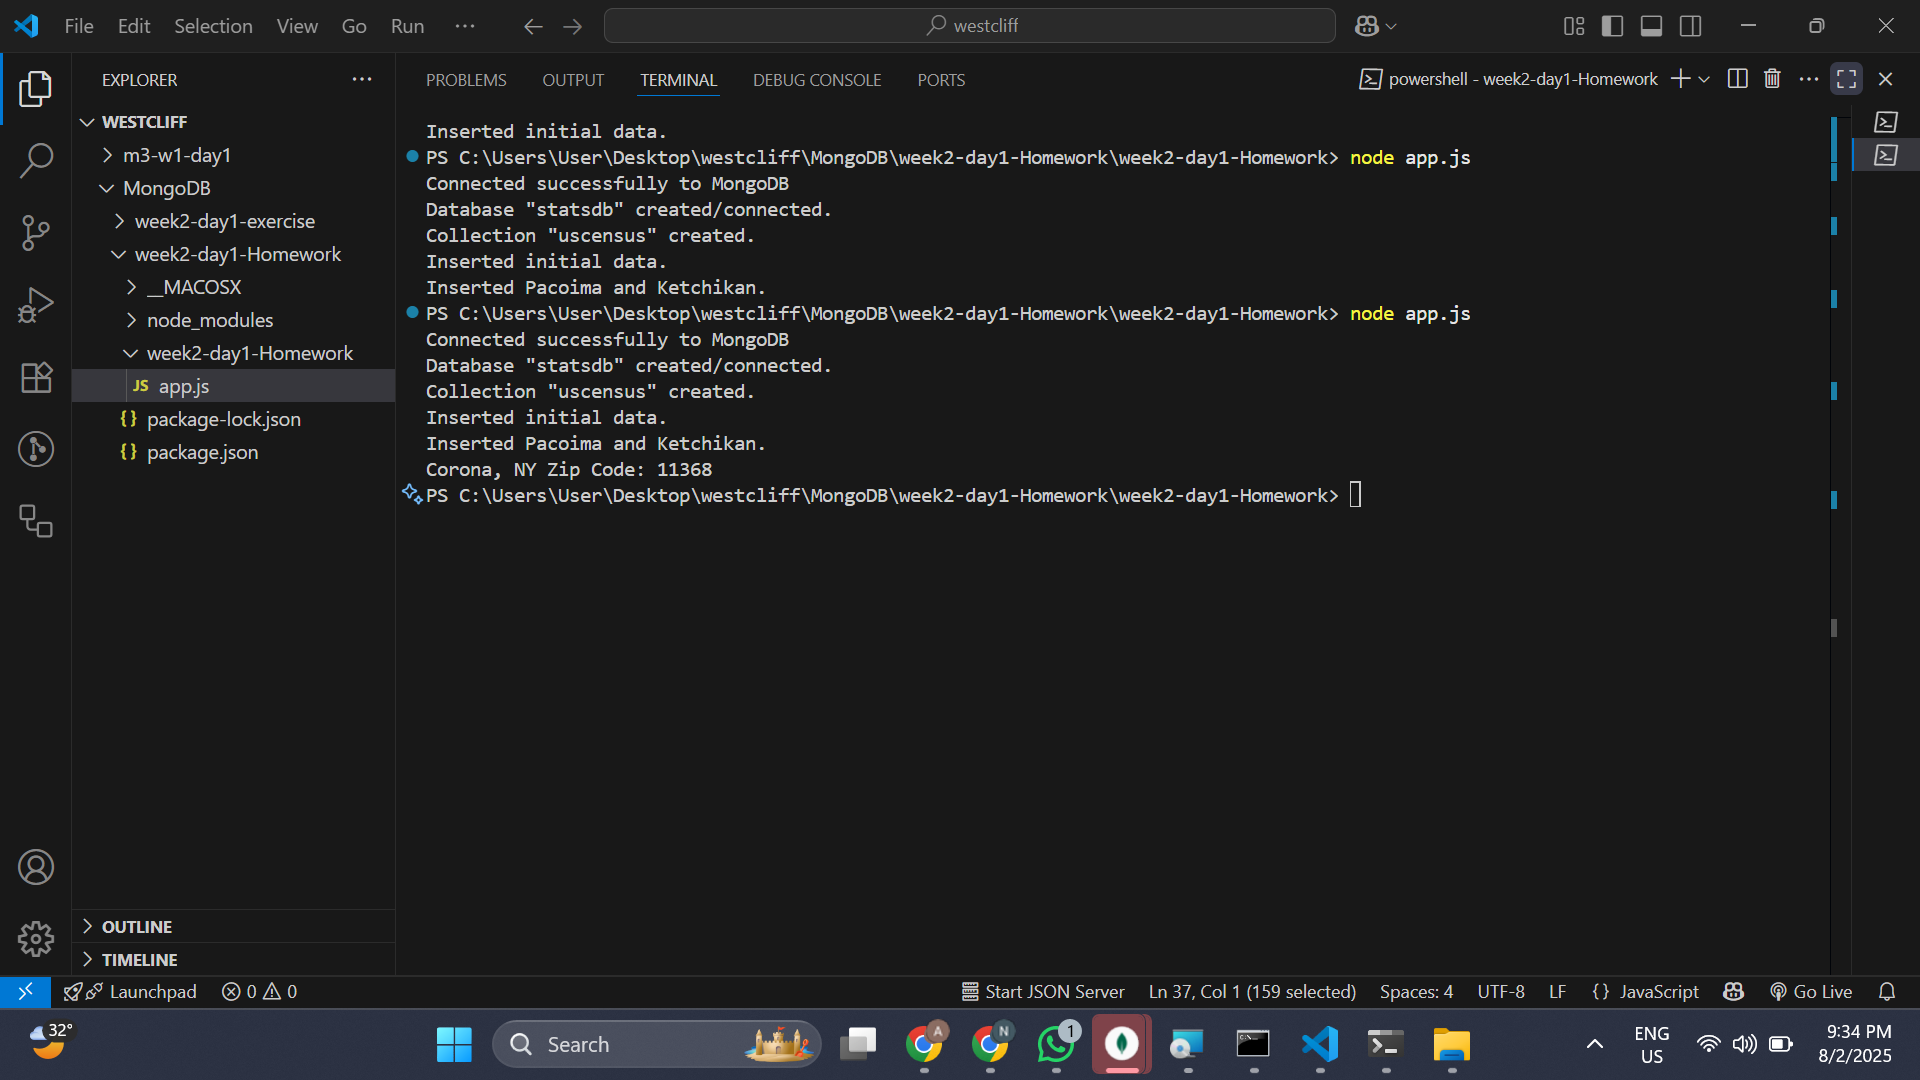 File Edit Selection View Go Run ··· westcliff
EXPLORER ···
WESTCLIFF
m3-w1-day1
MongoDB
week2-day1-exercise
week2-day1-Homework
__MACOSX
node_modules
week2-day1-Homework
JS app.js
{} package-lock.json
{} package.json
OUTLINE
TIMELINE
PROBLEMS OUTPUT TERMINAL DEBUG CONSOLE PORTS powershell - week2-day1-Homework
Inserted initial data.
PS C:\Users\User\Desktop\westcliff\MongoDB\week2-day1-Homework\week2-day1-Homework> node app.js
Connected successfully to MongoDB
Database "statsdb" created/connected.
Collection "uscensus" created.
Inserted initial data.
Inserted Pacoima and Ketchikan.
PS C:\Users\User\Desktop\westcliff\MongoDB\week2-day1-Homework\week2-day1-Homework> node app.js
Connected successfully to MongoDB
Database "statsdb" created/connected.
Collection "uscensus" created.
Inserted initial data.
Inserted Pacoima and Ketchikan.
Corona, NY Zip Code: 11368
PS C:\Users\User\Desktop\westcliff\MongoDB\week2-day1-Homework\week2-day1-Homework>
Launchpad 0 0 Start JSON Server Ln 37, Col 1 (159 selected) Spaces: 4 UTF-8 LF {} JavaScript Go Live
32° Search A N 1 ENG US 9:34 PM
8/2/2025